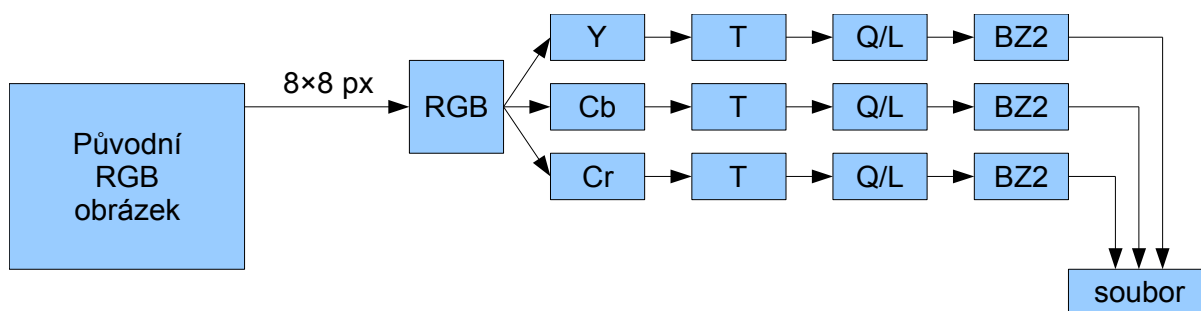 Původní
RGB
obrázek
8×8 px
RGB
Y
T
Q/L
BZ2
Cb
T
Q/L
BZ2
Cr
T
Q/L
BZ2
soubor